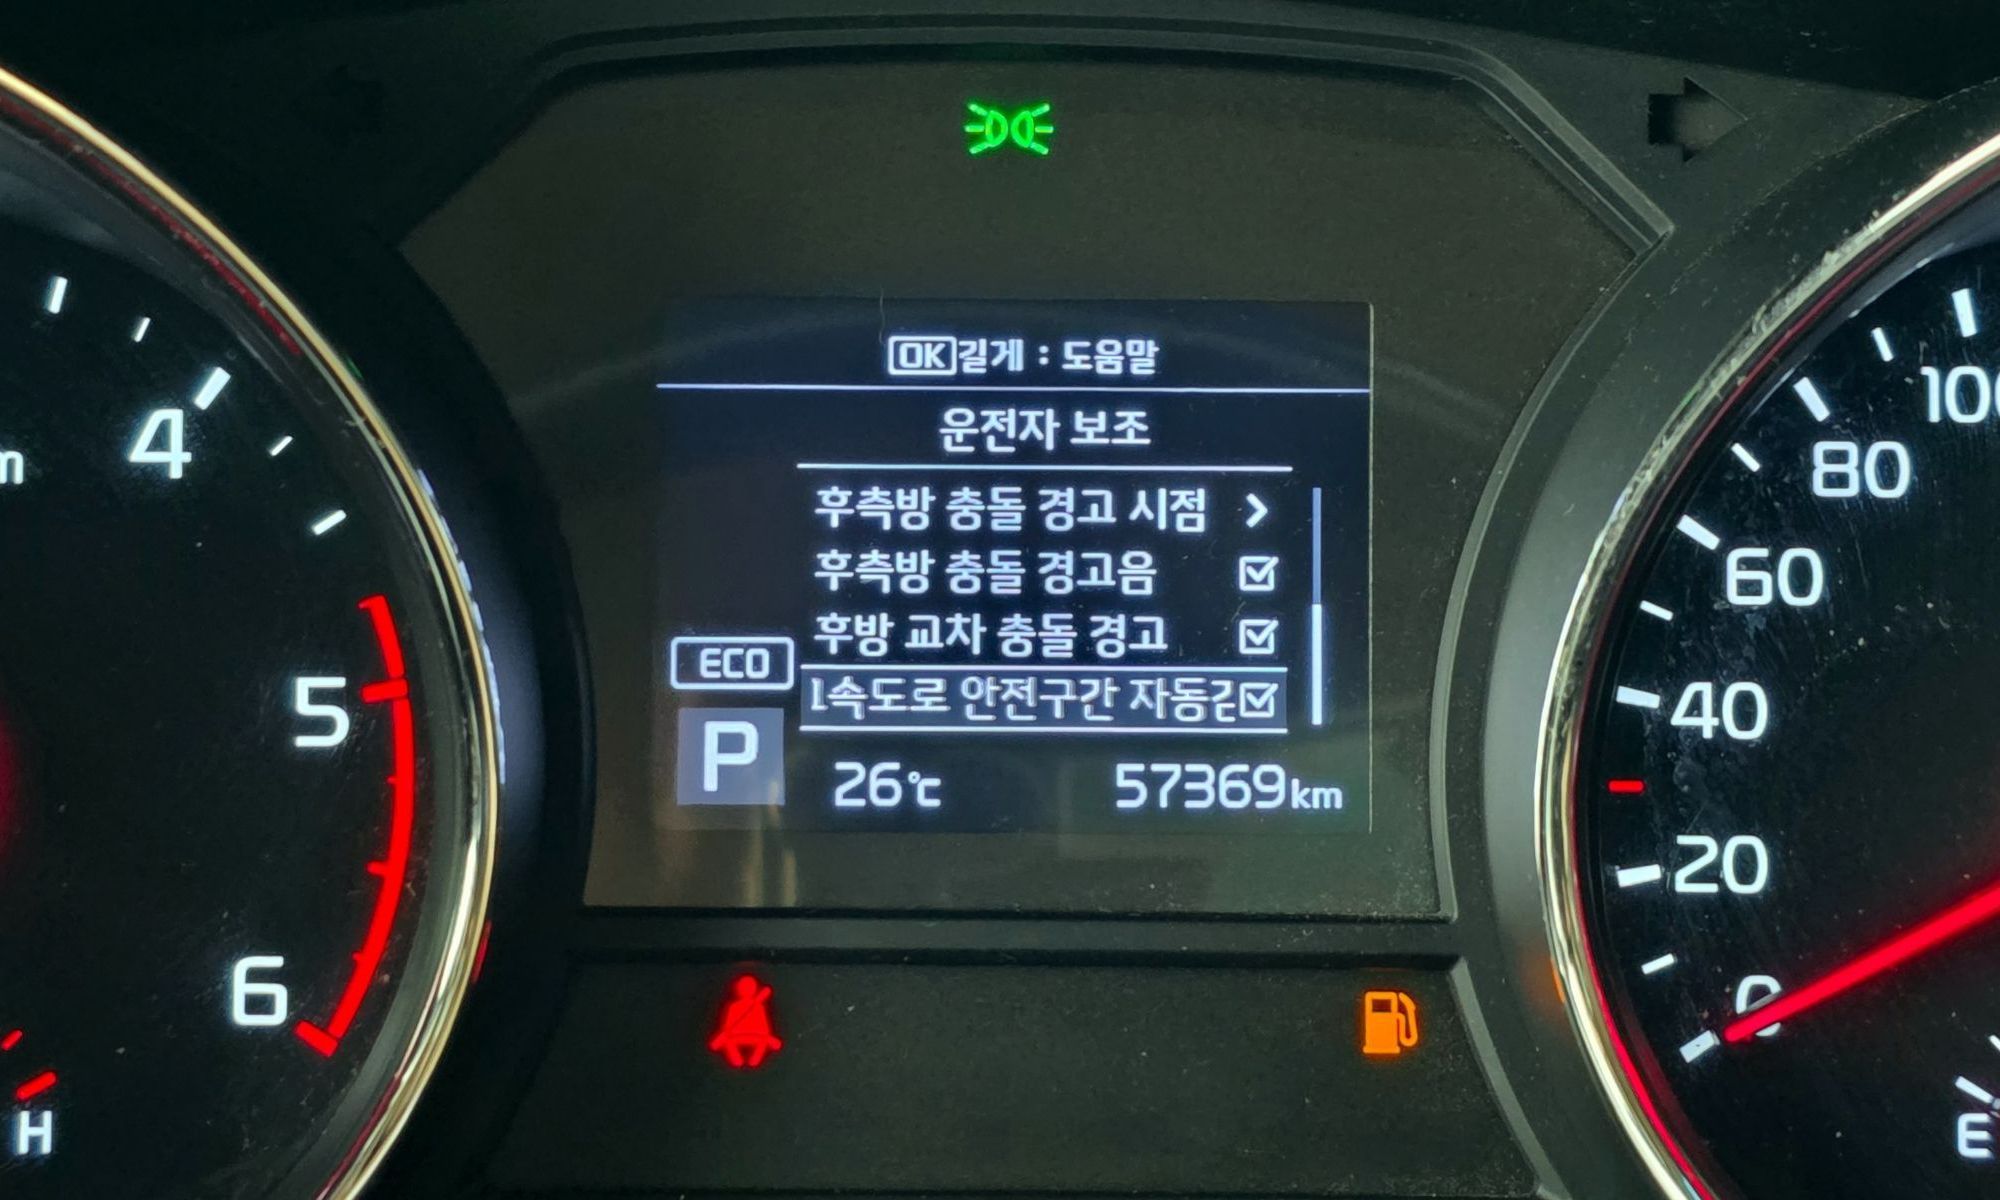 OK길게 : 도움말
운전자 보조
후측방 충돌 경고 시점
후측방 충돌 경고음
후방 교차 충돌 경고
속도로 안전구간 자동
ECO
P
26℃
57369km
4
5
6
H
100
80
60
40
20
0
E